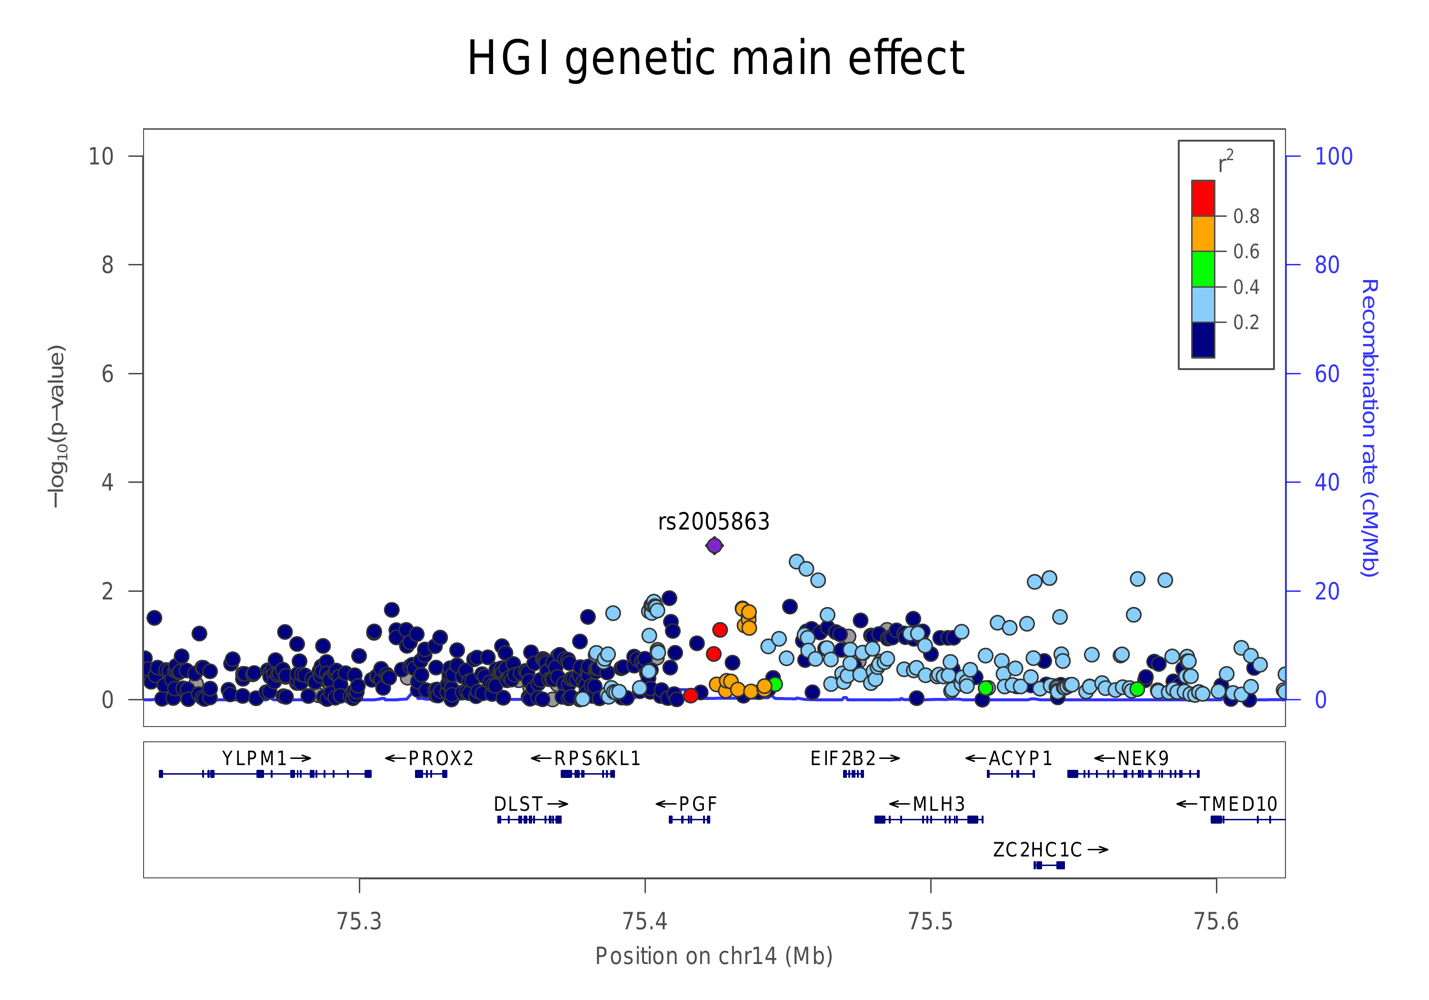 HGI genetic main effect
10
8
6
4
2
0
−log10(p−value)
100
80
60
40
20
0
Recombination rate (cM/Mb)
r2
0.8
0.6
0.4
0.2
rs2005863
YLPM1→ ←PROX2 ←RPS6KL1 EIF2B2→ ←ACYP1 ←NEK9
DLST→ ←PGF ←MLH3 ←TMED10
ZC2HC1C→
75.3 75.4 75.5 75.6
Position on chr14 (Mb)